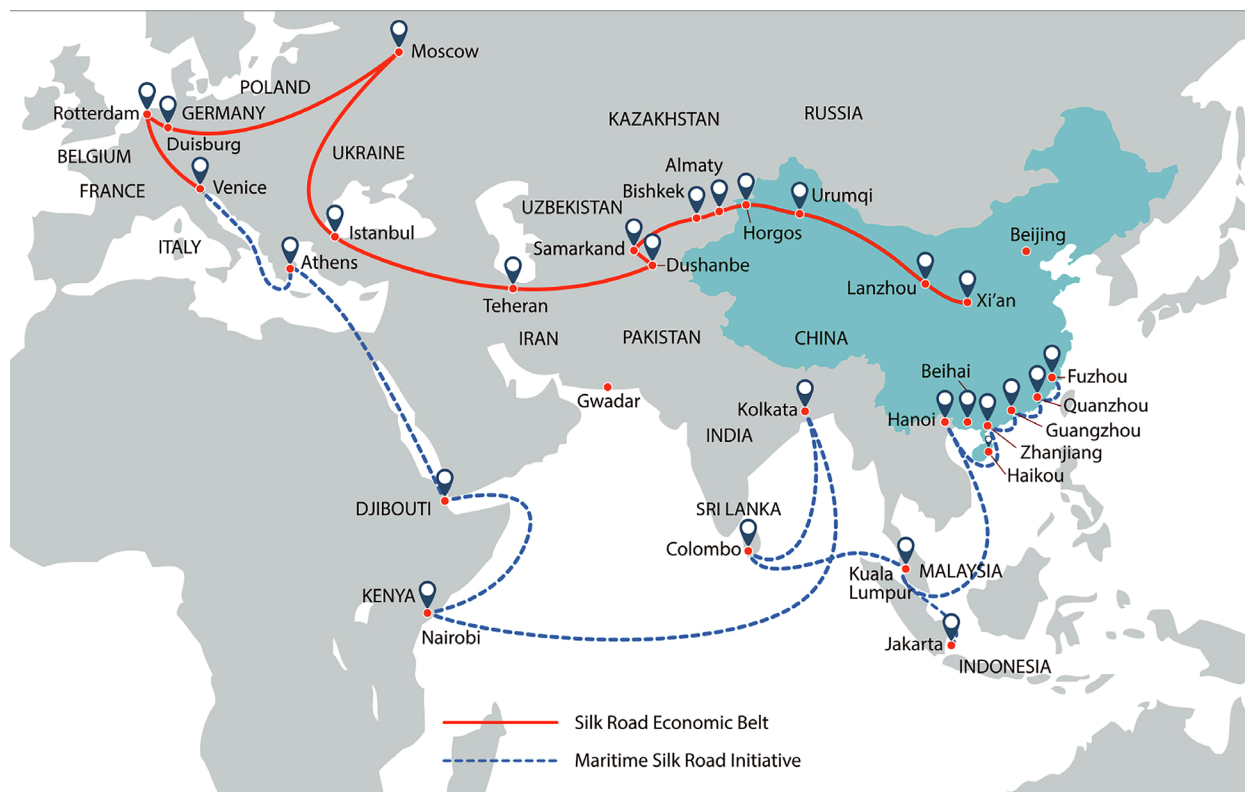 Moscow
POLAND
Rotterdam
GERMANY
Duisburg
KAZAKHSTAN
RUSSIA
BELGIUM
UKRAINE
Almaty
FRANCE
Venice
Bishkek
Urumqi
UZBEKISTAN
Istanbul
Horgos
Beijing
ITALY
Samarkand
Athens
Dushanbe
Lanzhou
Xi’an
Teheran
IRAN
PAKISTAN
CHINA
Beihai
Fuzhou
Gwadar
Kolkata
Quanzhou
Hanoi
Guangzhou
INDIA
Zhanjiang
Haikou
DJIBOUTI
SRI LANKA
Colombo
Kuala
Lumpur
MALAYSIA
KENYA
Nairobi
Jakarta
INDONESIA
Silk Road Economic Belt
Maritime Silk Road Initiative